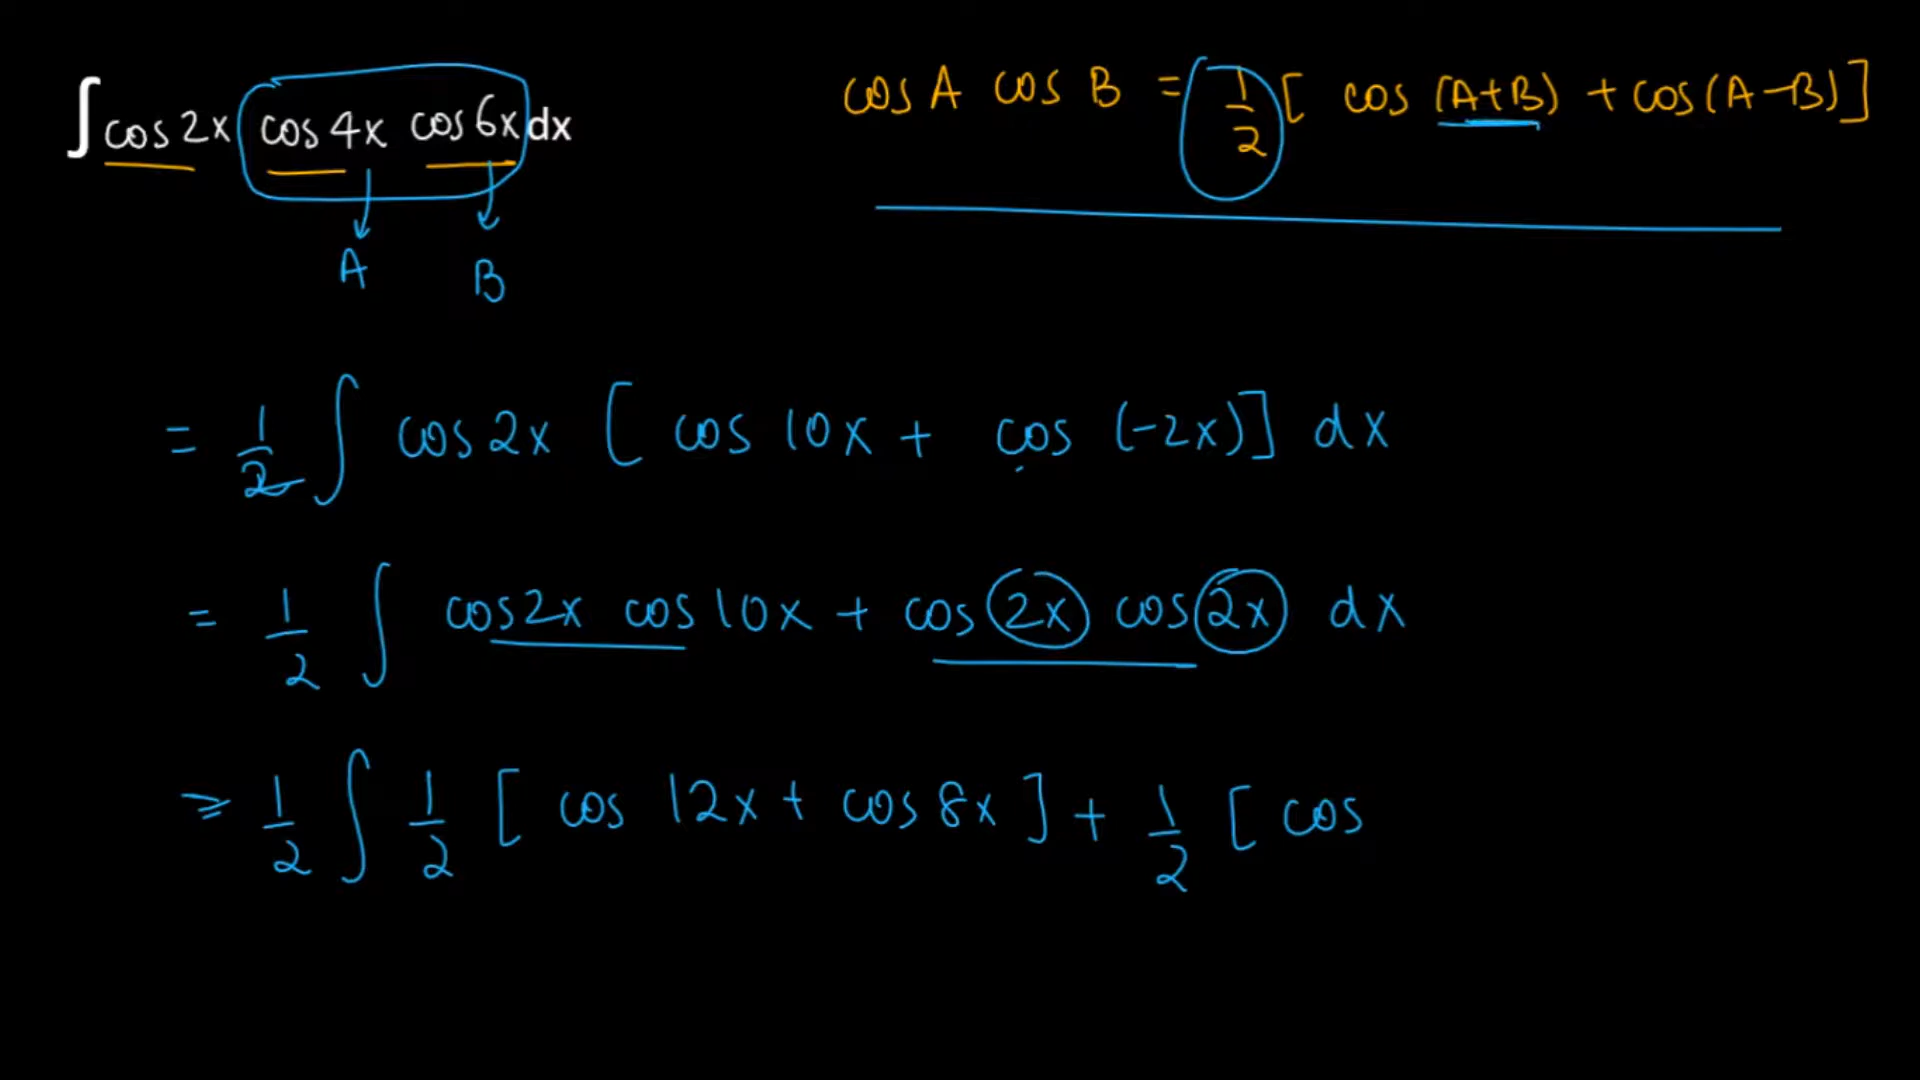 ∫cos 2x cos 4x cos 6x dx
cos A cos B = 1/2 [ cos (A+B) + cos(A-B)]
A B
= 1/2 ∫ cos 2x [ cos 10x + cos (-2x)] dx
= 1/2 ∫ cos2x cos 10x + cos 2x cos 2x dx
= 1/2 ∫ 1/2 [ cos 12x + cos 8x ] + 1/2 [ cos